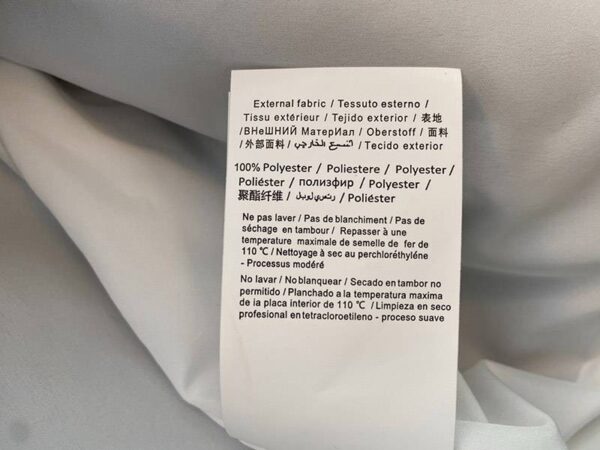 External fabric / Tessuto esterno /
Tissu extérieur / Tejido exterior / 表地
/ВНеШНИЙ МатерИал / Oberstoff / 面料
/外部面料 / النسيج الخارجي / Tecido exterior
100% Polyester / Poliestere / Polyester /
Poliéster / полизфир / Polyester /
聚酯纤维 / / Poliéster
Ne pas laver / Pas de blanchiment / Pas de
séchage en tambour / Repasser à une
temperature maximale de semelle de fer de
110 ℃ / Nettoyage à sec au perchloréthyléne
- Processus modéré
No lavar / No blanquear / Secado en tambor no
permitido / Planchado a la temperatura maxima
de ia placa interior de 110 ℃ / Limpieza en seco
profesional en tetracloroetileno - proceso suave